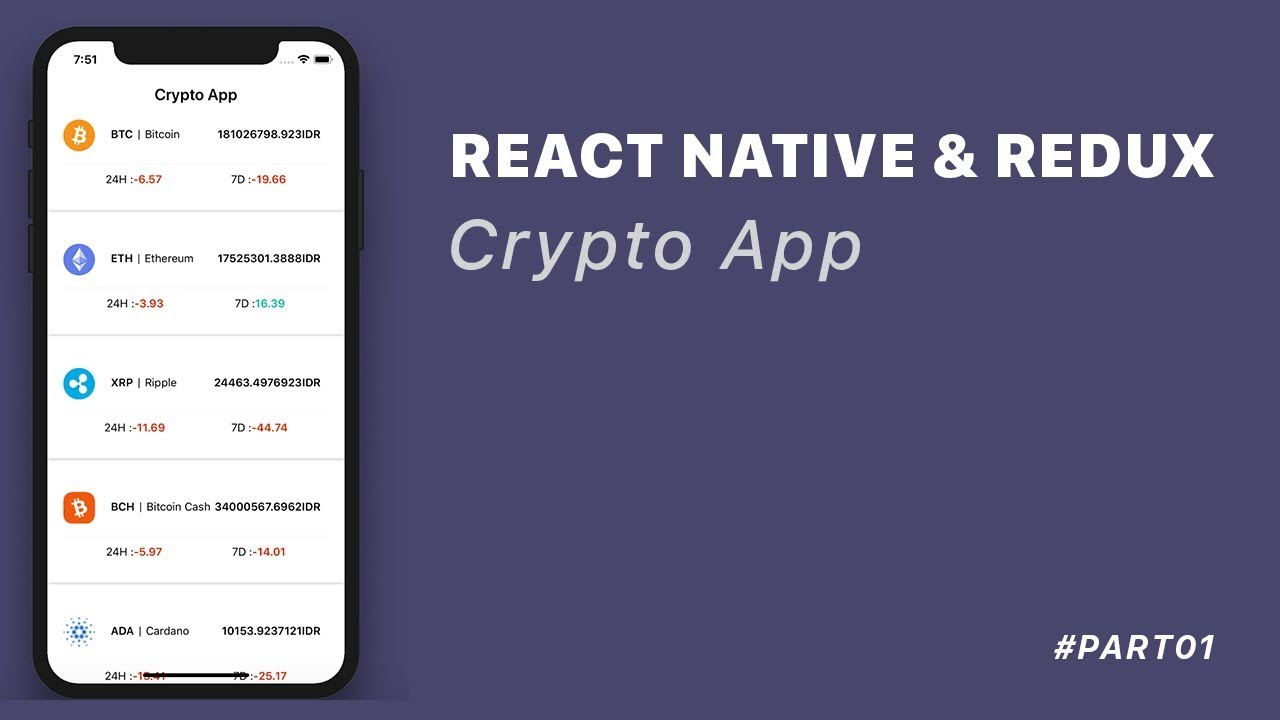 7:51
Crypto App
BTC | Bitcoin 181026798.923IDR
24H :-6.57 7D :-19.66
ETH | Ethereum 17525301.3888IDR
24H :-3.93 7D :16.39
XRP | Ripple 24463.4976923IDR
24H :-11.69 7D :-44.74
BCH | Bitcoin Cash 34000567.6962IDR
24H :-5.97 7D :-14.01
ADA | Cardano 10153.9237121IDR
24H 7D :-25.17
REACT NATIVE & REDUX
Crypto App
#PART01